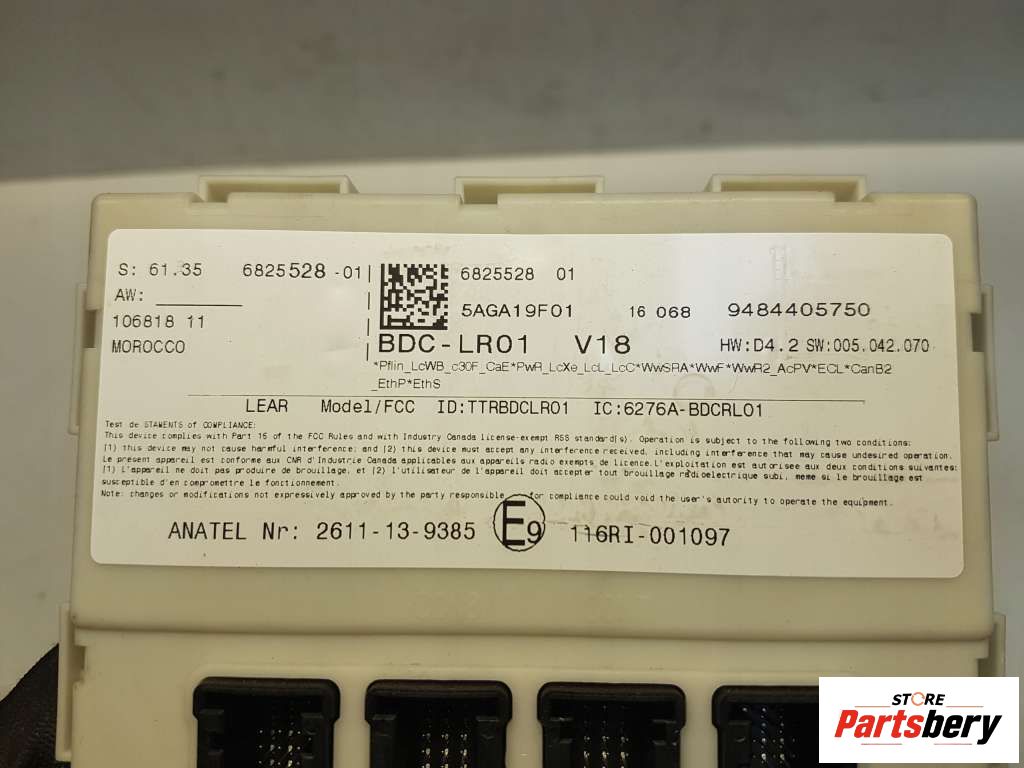 S: 61.35 6825528 -01
AW:
106818 11
MOROCCO
6825528 01
5AGA19F01 16 068 9484405750
BDC-LR01 V18 HW:D4.2 SW:005.042.070
*Pflin_LcWB_c30F_CaE*PwR_LcXe_LcL_LcC*WwSRA*WwF*WwR2_AcPV*ECL*CanB2
_EthP*EthS
LEAR Model/FCC ID:TTRBDCLR01 IC:6276A-BDCRL01
Test de STAMENTS of COMPLIANCE:
This device complies with Part 15 of the FCC Rules and with Industry Canada license-exempt RSS standard(s). Operation is subject to the following two conditions:
(1) this device may not cause harmful interference; and (2) this device must accept any interference received, including interference that may cause undesired operation.
Le present appareil est conforme aux CNR d'Industrie Canada applicables aux appareils radio exempts de licence. L'exploitation est autorisee aux deux conditions suivantes:
(1) L'appareil ne doit pas produire de brouillage, et (2) l'utilisateur de l'appareil doit accepter tout brouillage radioelectrique subi, meme si le brouillage est
susceptible d'en compromettre le fonctionnement.
Note: changes or modifications not expressively approved by the party responsible for compliance could void the user's autority to operate the equipment.
ANATEL Nr: 2611-13-9385 E9 116RI-001097
STORE
Partsbery